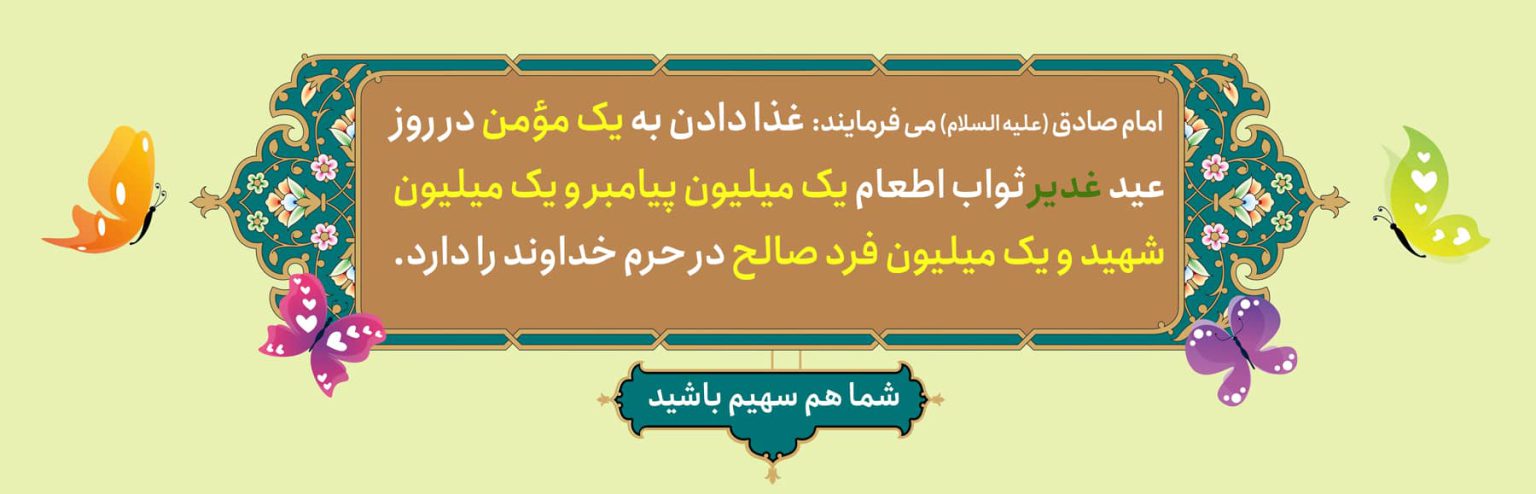 امام صادق (علیه السلام) می فرمایند: غذا دادن به یک مؤمن در روز
عید غدیر ثواب اطعام یک میلیون پیامبر و یک میلیون
شهید و یک میلیون فرد صالح در حرم خداوند را دارد.
شما هم سهیم باشید